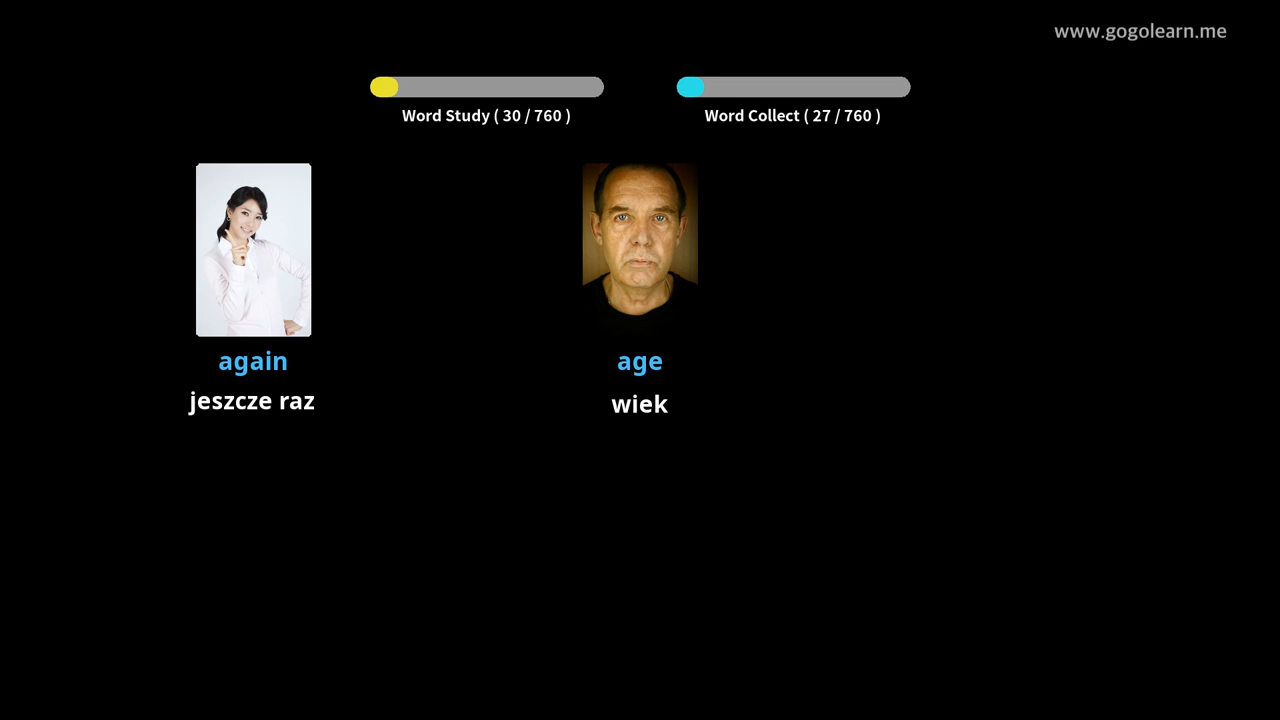 www.gogolearn.me
Word Study ( 30 / 760 )
Word Collect ( 27 / 760 )
again
age
jeszcze raz
wiek